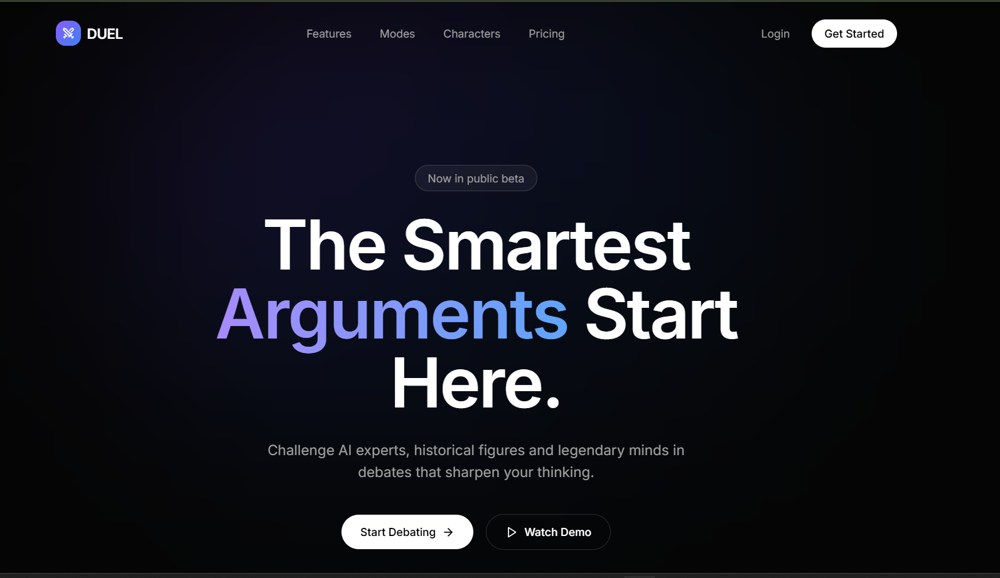 DUEL
Features
Modes
Characters
Pricing
Login
Get Started
Now in public beta
The Smartest
Arguments Start
Here.
Challenge AI experts, historical figures and legendary minds in
debates that sharpen your thinking.
Start Debating
Watch Demo